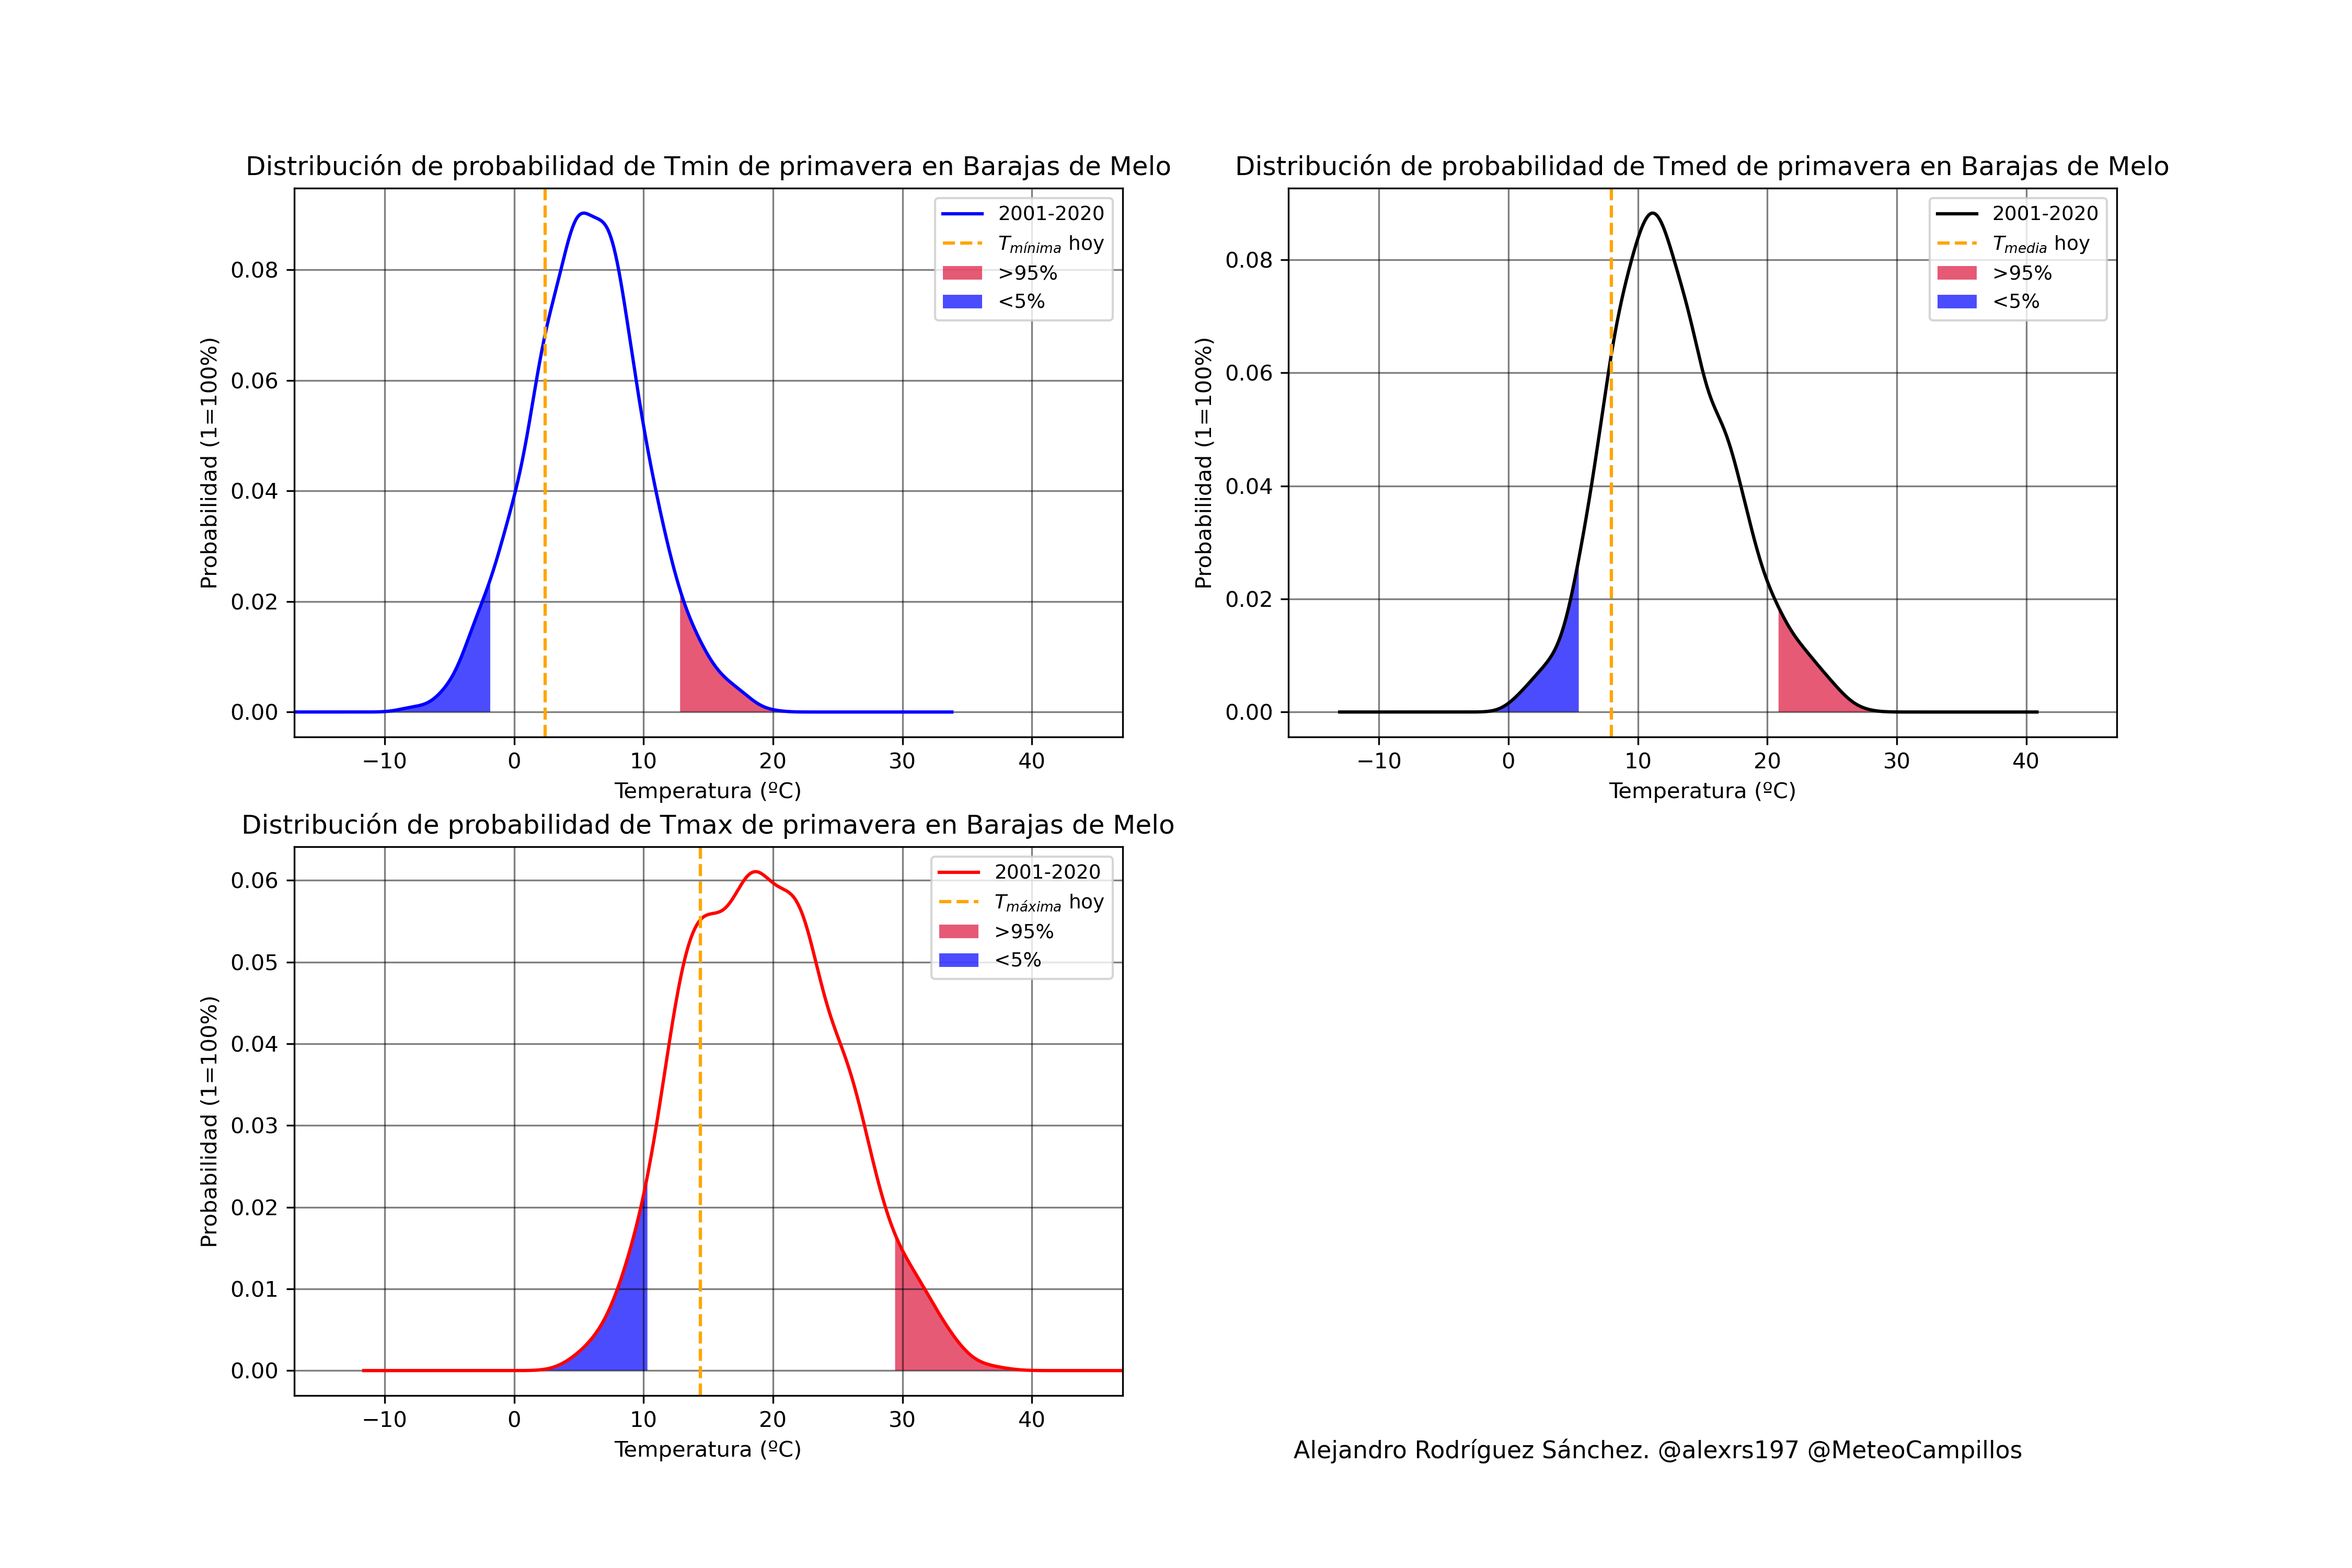 Distribución de probabilidad de Tmin de primavera en Barajas de Melo
2001-2020
Tmínima hoy
>95%
<5%
Probabilidad (1=100%)
0.08
0.06
0.04
0.02
0.00
−10 0 10 20 30 40
Temperatura (ºC)
Distribución de probabilidad de Tmed de primavera en Barajas de Melo
2001-2020
Tmedia hoy
>95%
<5%
Probabilidad (1=100%)
0.08
0.06
0.04
0.02
0.00
−10 0 10 20 30 40
Temperatura (ºC)
Distribución de probabilidad de Tmax de primavera en Barajas de Melo
2001-2020
Tmáxima hoy
>95%
<5%
Probabilidad (1=100%)
0.06
0.05
0.04
0.03
0.02
0.01
0.00
−10 0 10 20 30 40
Temperatura (ºC)
Alejandro Rodríguez Sánchez. @alexrs197 @MeteoCampillos